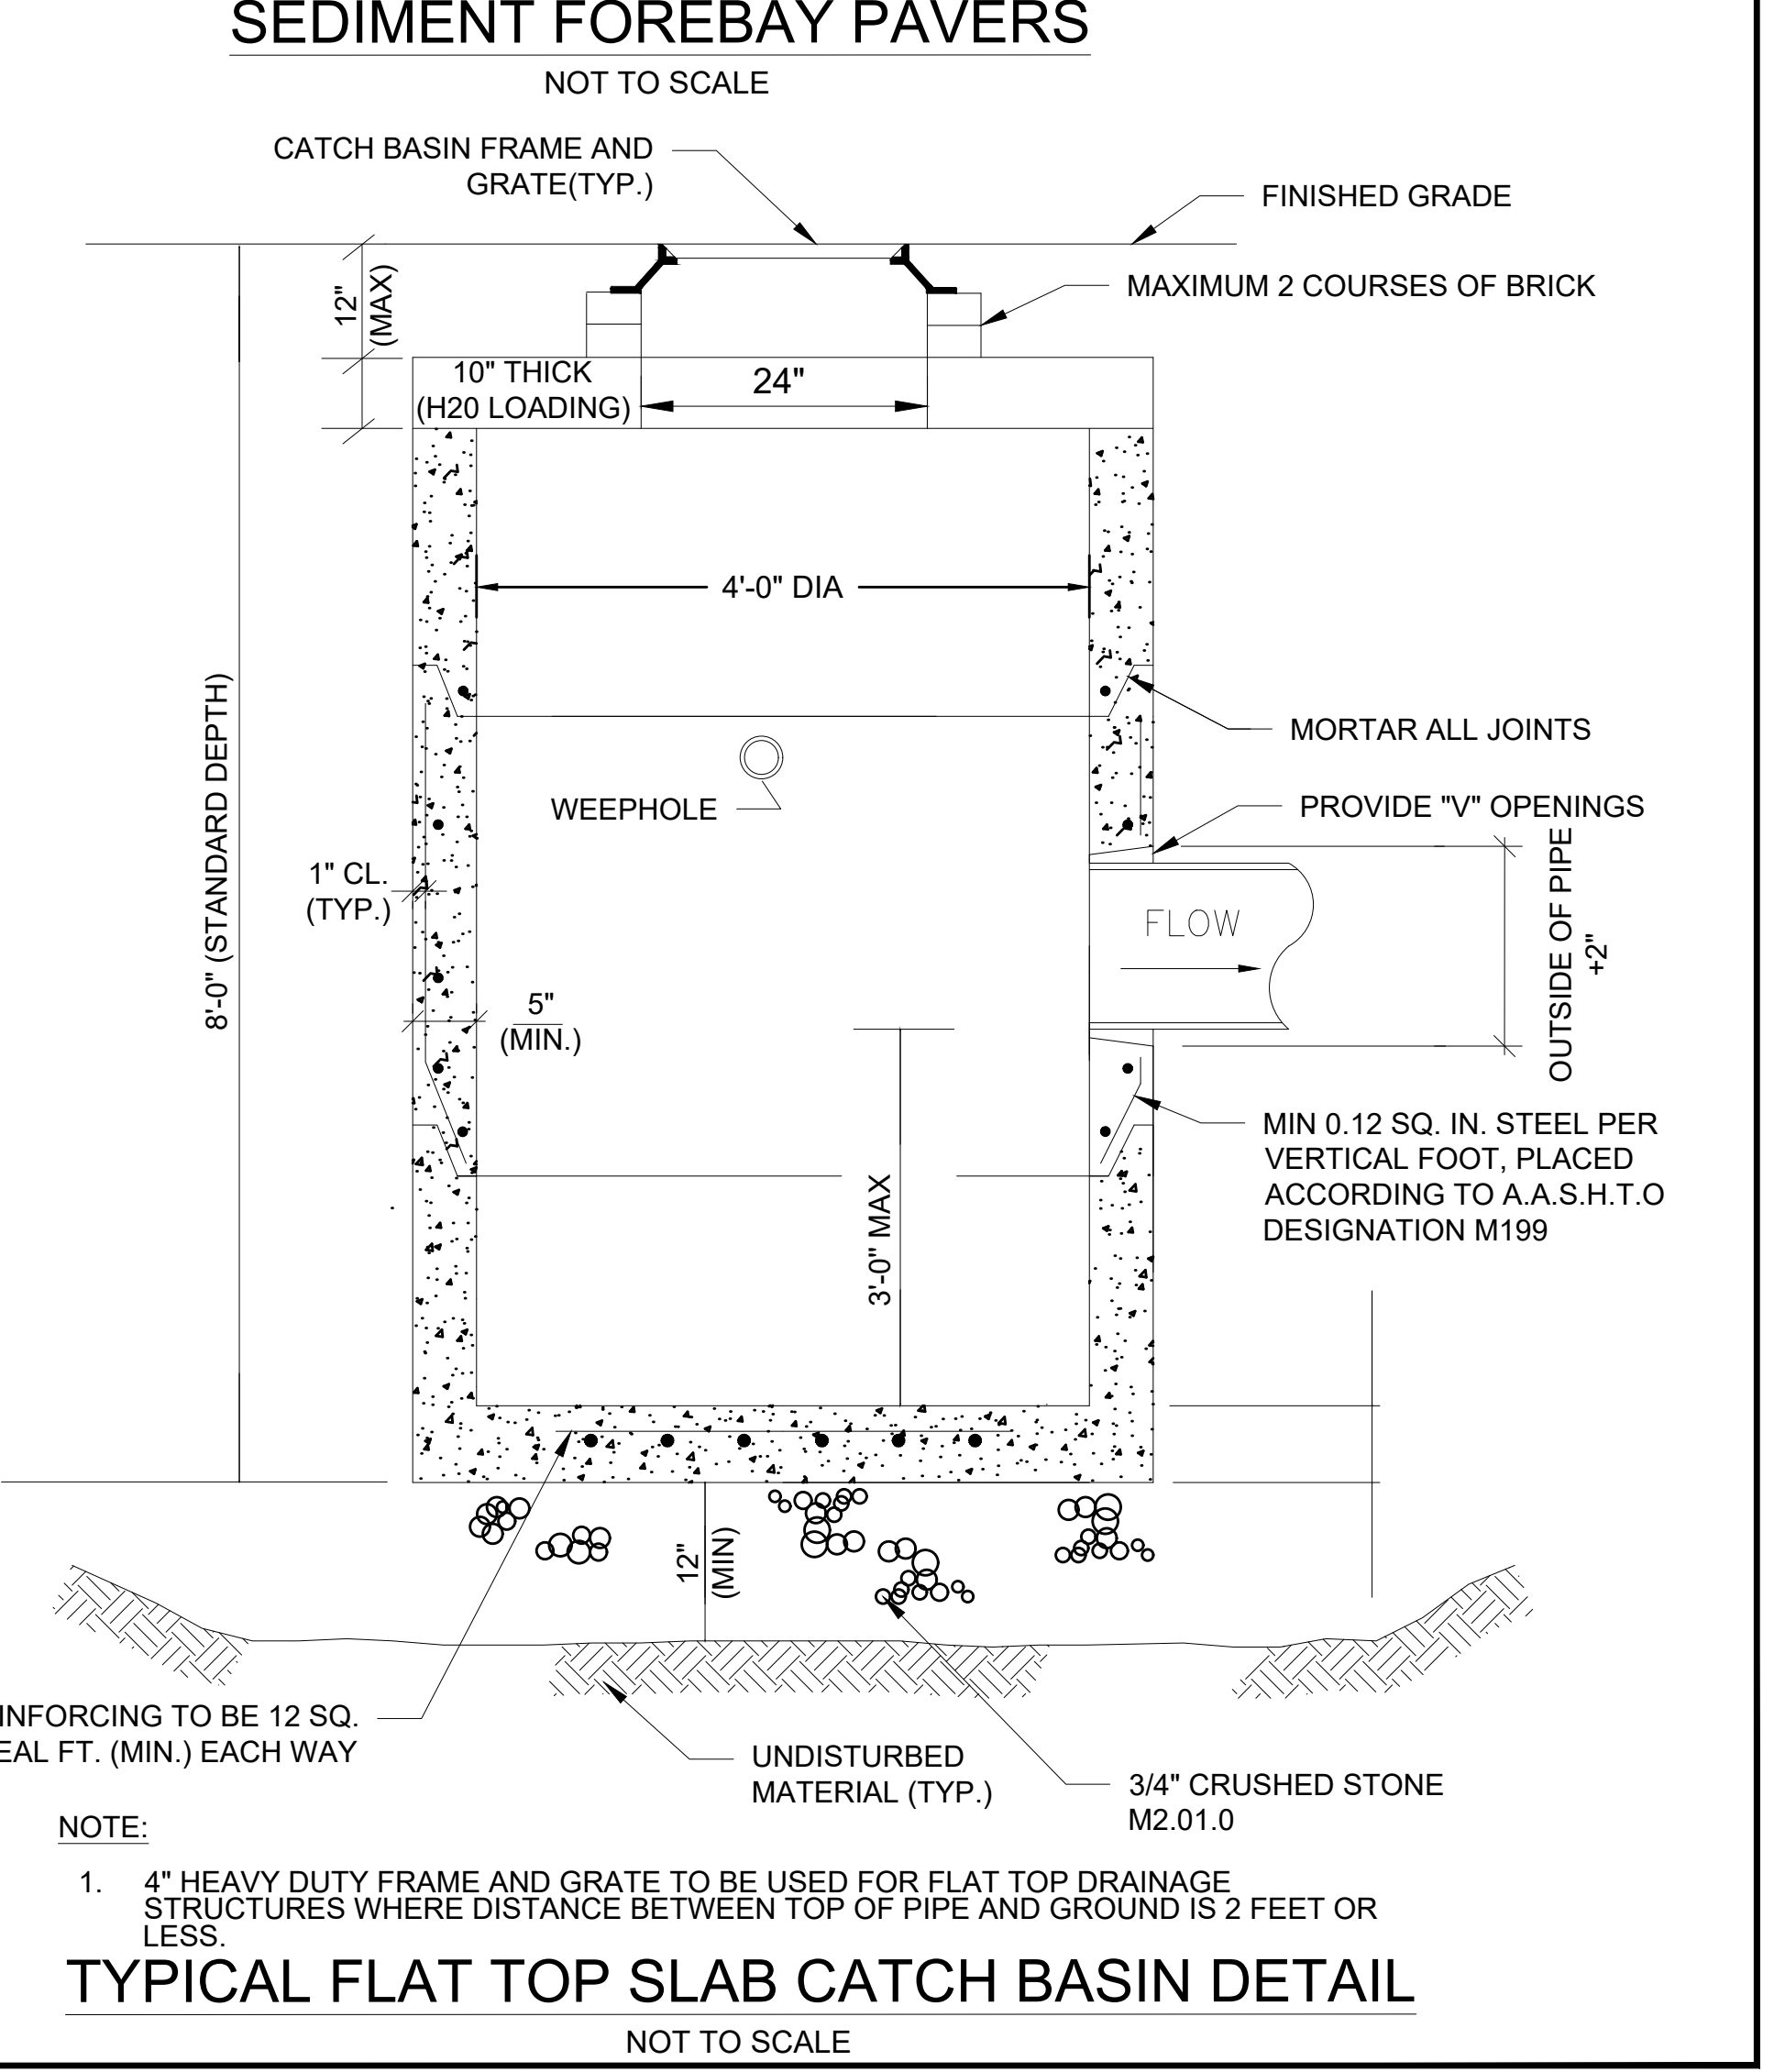 SEDIMENT FOREBAY PAVERS
NOT TO SCALE
CATCH BASIN FRAME AND
GRATE(TYP.)
FINISHED GRADE
12"
(MAX)
MAXIMUM 2 COURSES OF BRICK
10" THICK
(H20 LOADING)
24"
4'-0" DIA
8'-0" (STANDARD DEPTH)
MORTAR ALL JOINTS
WEEPHOLE
PROVIDE "V" OPENINGS
1" CL.
(TYP.)
FLOW
OUTSIDE OF PIPE
+2"
5"
(MIN.)
MIN 0.12 SQ. IN. STEEL PER
VERTICAL FOOT, PLACED
ACCORDING TO A.A.S.H.T.O
DESIGNATION M199
3'-0" MAX
12"
(MIN)
INFORCING TO BE 12 SQ.
EAL FT. (MIN.) EACH WAY
UNDISTURBED
MATERIAL (TYP.)
3/4" CRUSHED STONE
M2.01.0
NOTE:
1. 4" HEAVY DUTY FRAME AND GRATE TO BE USED FOR FLAT TOP DRAINAGE
STRUCTURES WHERE DISTANCE BETWEEN TOP OF PIPE AND GROUND IS 2 FEET OR
LESS.
TYPICAL FLAT TOP SLAB CATCH BASIN DETAIL
NOT TO SCALE